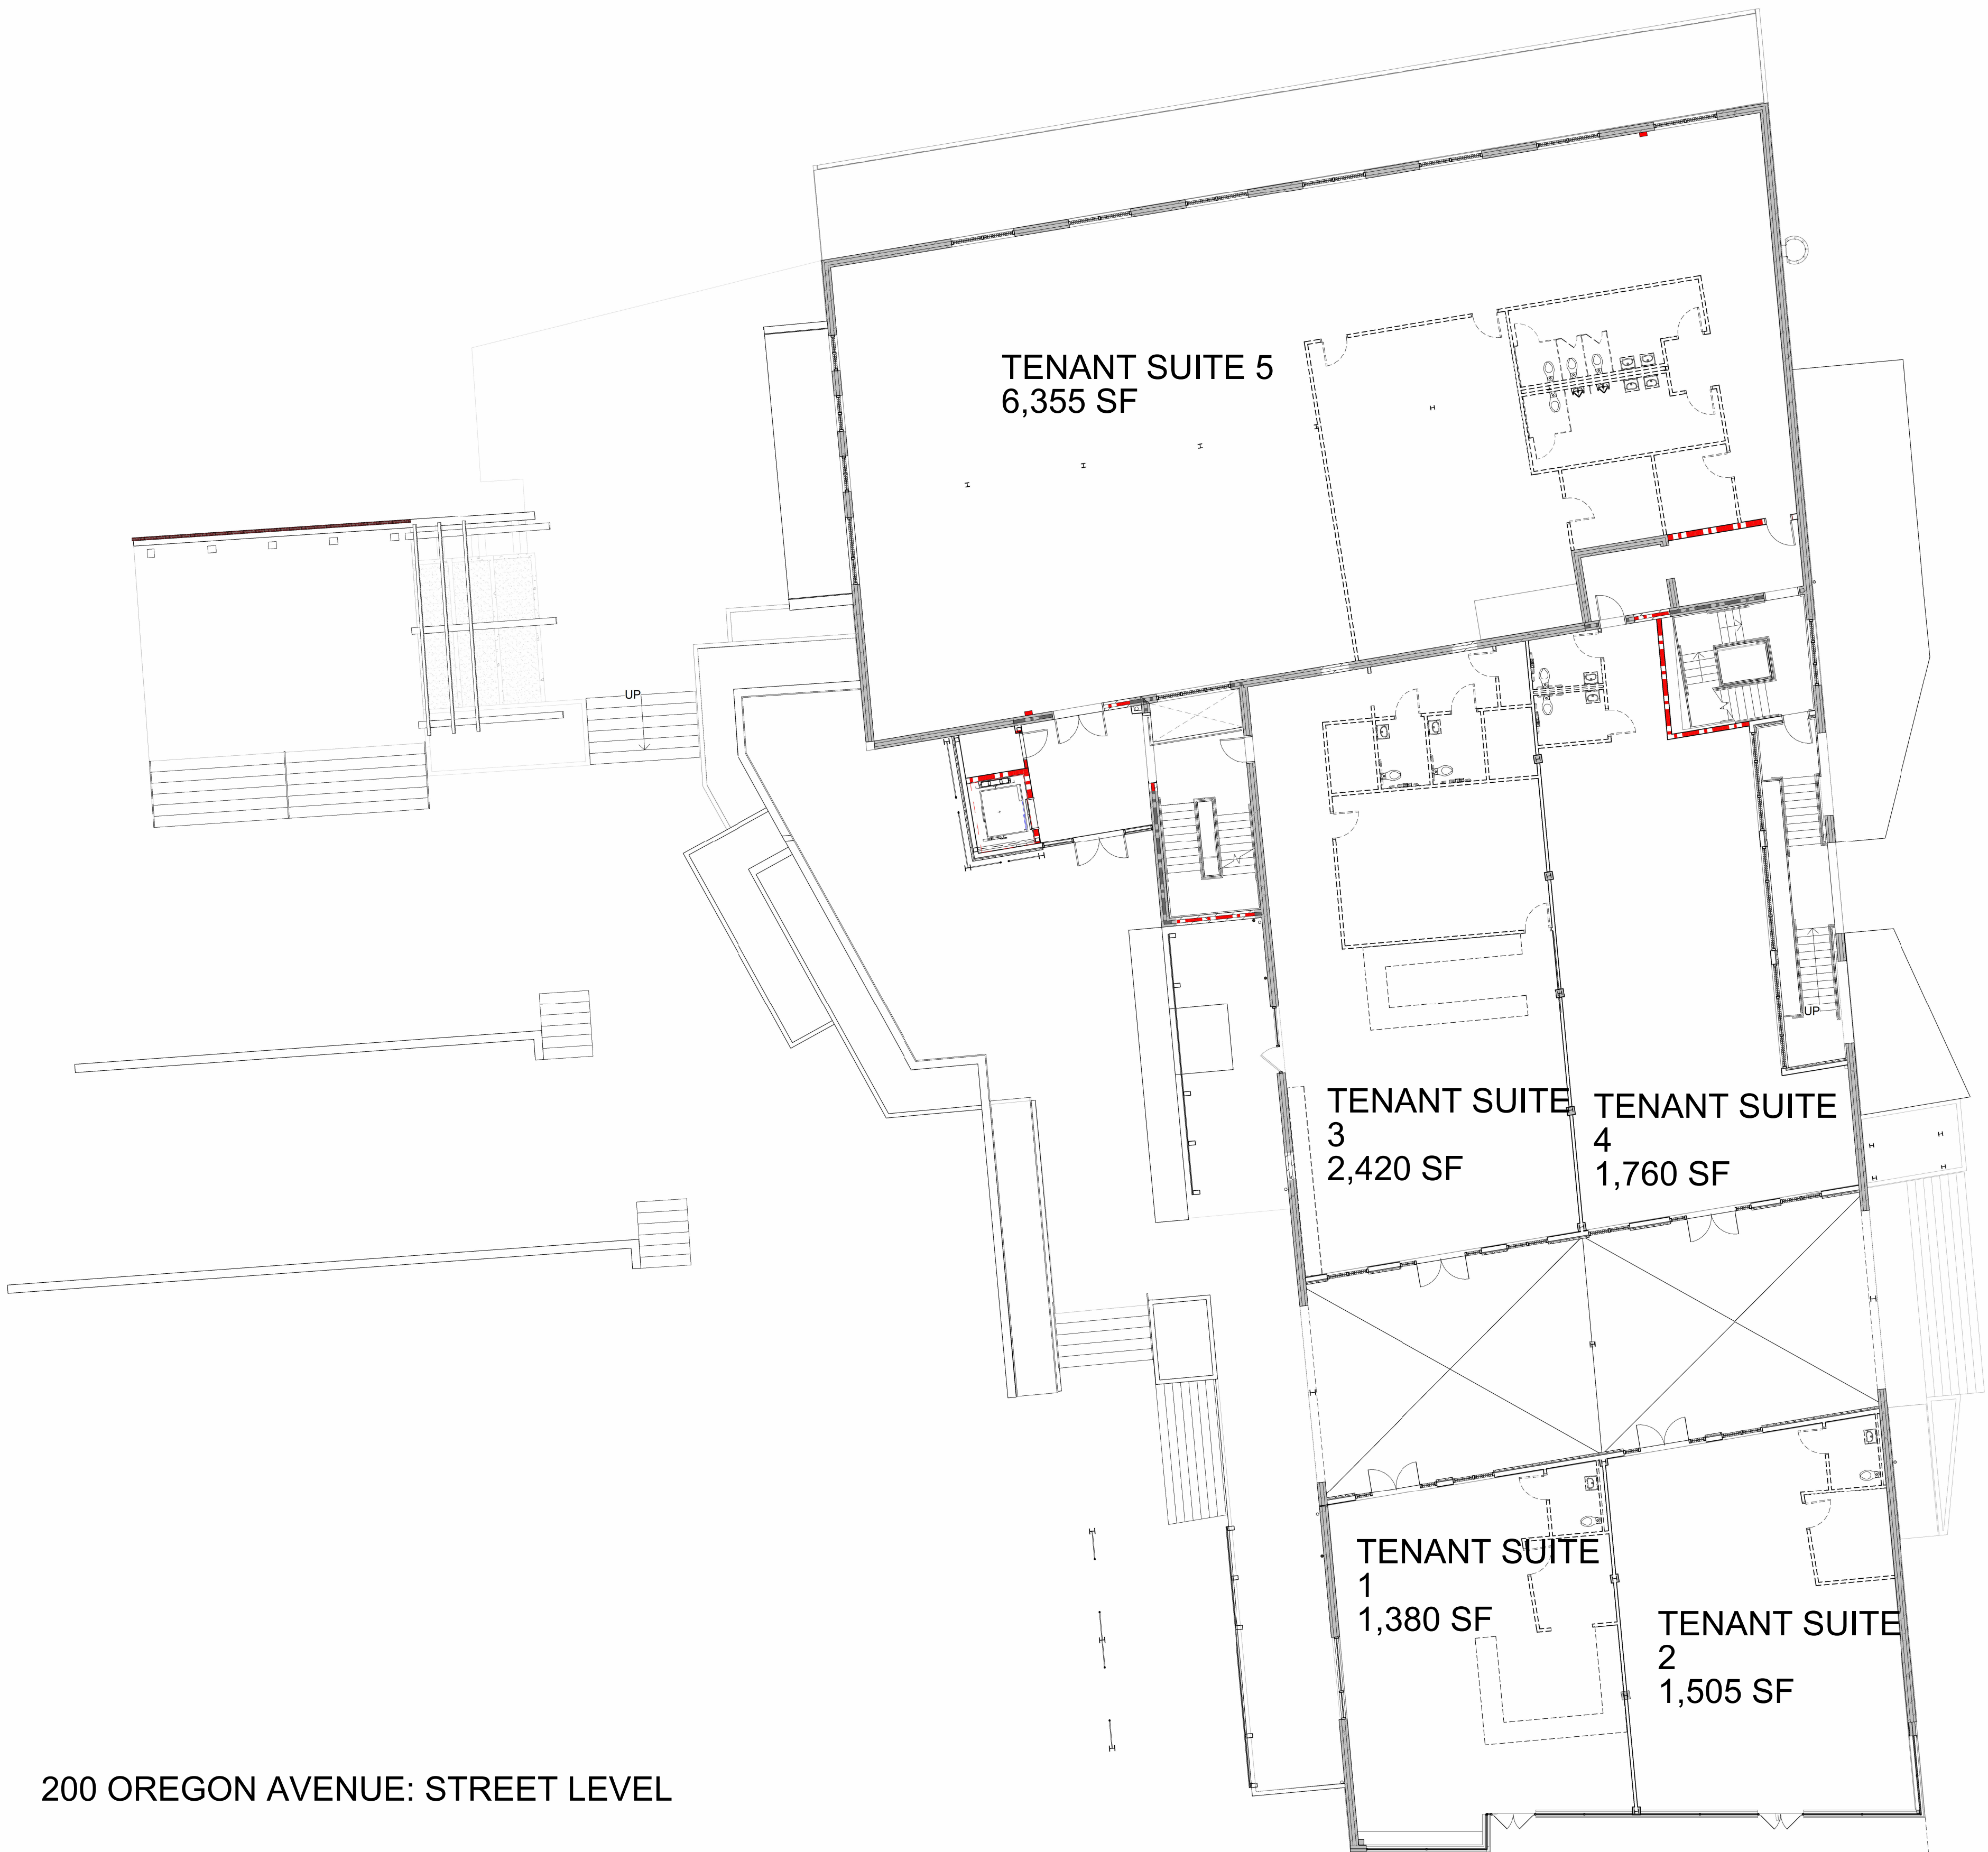 TENANT SUITE 5
6,355 SF
UP
UP
TENANT SUITE
3
2,420 SF
TENANT SUITE
4
1,760 SF
TENANT SUITE
1
1,380 SF
TENANT SUITE
2
1,505 SF
200 OREGON AVENUE: STREET LEVEL